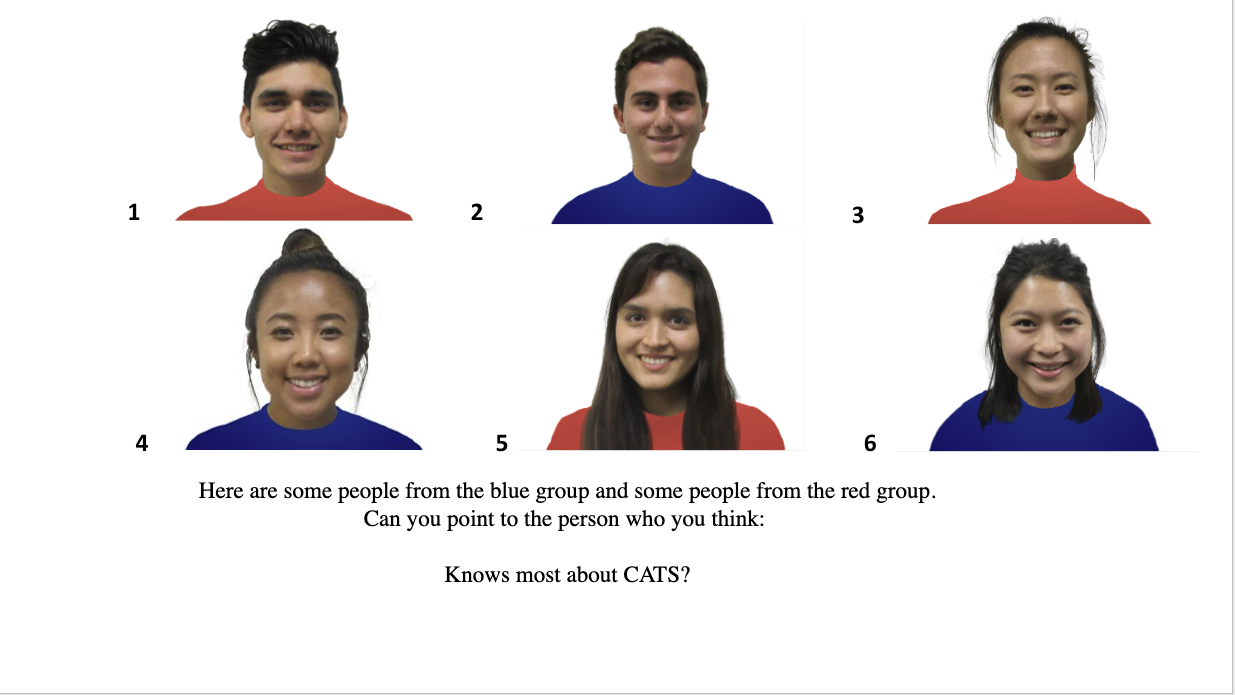 1
2
3
4
5
6
Here are some people from the blue group and some people from the red group.
Can you point to the person who you think:
Knows most about CATS?